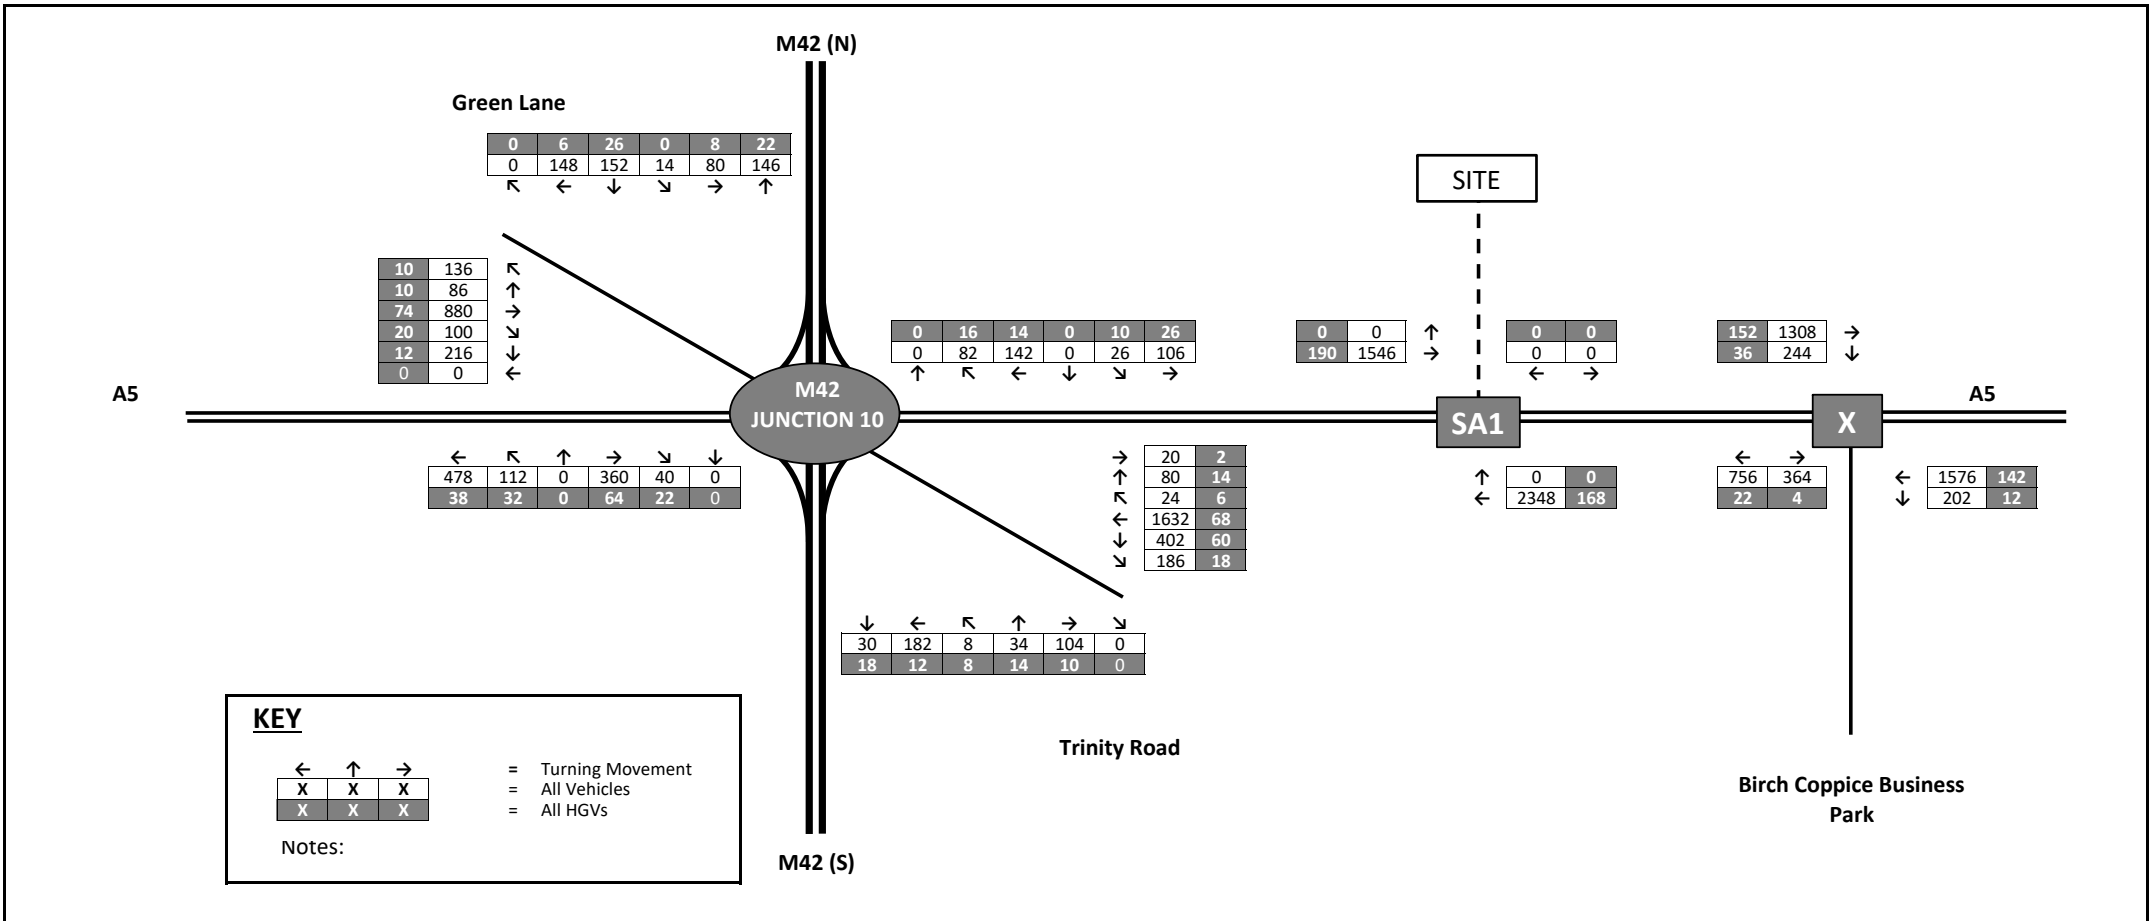 M42 (N)
Green Lane
0 6 26 0 8 22
0 148 152 14 80 146
↖ ← ↓ ↘ → ↑
SITE
10 136 ↖
10 86 ↑
74 880 →
20 100 ↘
12 216 ↓
0 0 ←
0 16 14 0 10 26
0 82 142 0 26 106
↑ ↖ ← ↓ ↘ →
0 0 ↑
190 1546 →
0 0
0 0
← →
152 1308 →
36 244 ↓
A5
M42
JUNCTION 10
SA1
X
A5
← ↖ ↑ → ↘ ↓
478 112 0 360 40 0
38 32 0 64 22 0
→ 20 2
↑ 80 14
↖ 24 6
← 1632 68
↓ 402 60
↘ 186 18
↑ 0 0
← 2348 168
← →
756 364
22 4
← 1576 142
↓ 202 12
↓ ← ↖ ↑ → ↘
30 182 8 34 104 0
18 12 8 14 10 0
KEY
← ↑ → = Turning Movement
X X X = All Vehicles
X X X = All HGVs
Notes:
Trinity Road
Birch Coppice Business
Park
M42 (S)